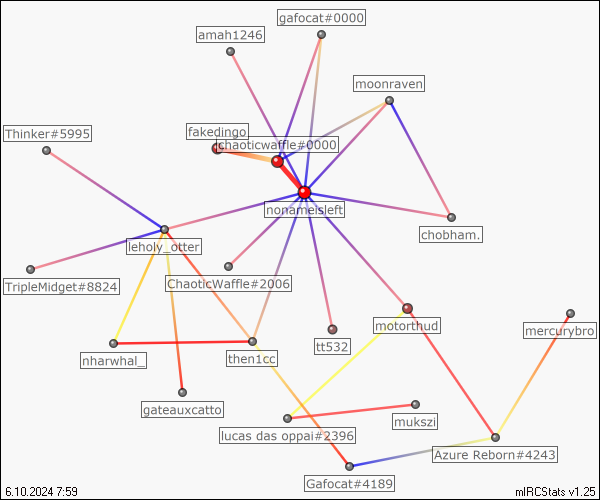 gafocat#0000
amah1246
moonraven
Thinker#5995
fakedingo
chaoticwaffle#0000
nonameisleft
chobham.
leholy_otter
TripleMidget#8824
ChaoticWaffle#2006
motorthud
mercurybro
tt532
nharwhal_
then1cc
gateauxcatto
mukszi
lucas das oppai#2396
Azure Reborn#4243
Gafocat#4189
6.10.2024 7:59
mIRCStats v1.25